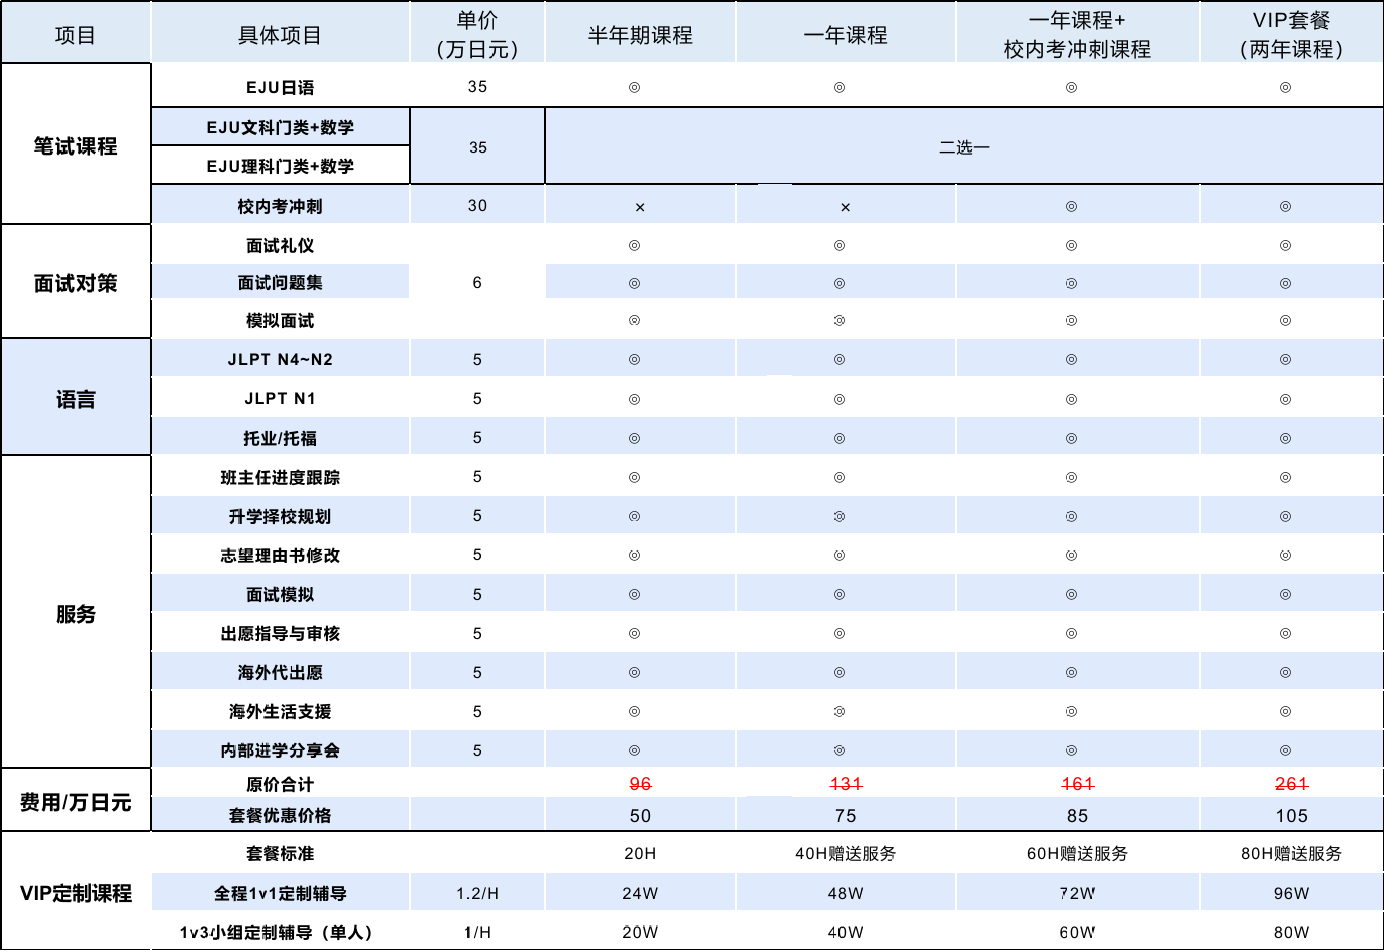 项目 具体项目 单价（万日元） 半年期课程 一年课程 一年课程+校内考冲刺课程 VIP套餐（两年课程）
笔试课程 EJU日语 35 ◎ ◎ ◎ ◎
EJU文科门类+数学 35 二选一
EJU理科门类+数学
校内考冲刺 30 × × ◎ ◎
面试对策 面试礼仪 6 ◎ ◎ ◎ ◎
面试问题集 ◎ ◎ ◎ ◎
模拟面试 ◎ ◎ ◎ ◎
语言 JLPT N4~N2 5 ◎ ◎ ◎ ◎
JLPT N1 5 ◎ ◎ ◎ ◎
托业/托福 5 ◎ ◎ ◎ ◎
服务 班主任进度跟踪 5 ◎ ◎ ◎ ◎
升学择校规划 5 ◎ ◎ ◎ ◎
志望理由书修改 5 ◎ ◎ ◎ ◎
面试模拟 5 ◎ ◎ ◎ ◎
出愿指导与审核 5 ◎ ◎ ◎ ◎
海外代出愿 5 ◎ ◎ ◎ ◎
海外生活支援 5 ◎ ◎ ◎ ◎
内部进学分享会 5 ◎ ◎ ◎ ◎
费用/万日元 原价合计 96 131 161 261
套餐优惠价格 50 75 85 105
VIP定制课程 套餐标准 20H 40H赠送服务 60H赠送服务 80H赠送服务
全程1v1定制辅导 1.2/H 24W 48W 72W 96W
1v3小组定制辅导（单人） 1/H 20W 40W 60W 80W